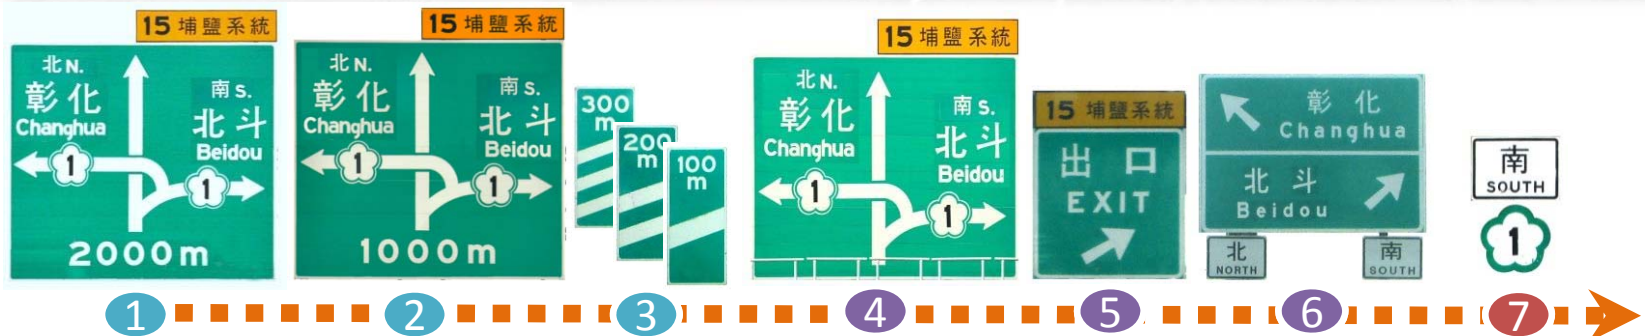 15 埔鹽系統
北 N.
彰化
Changhua
南 S.
北斗
Beidou
1
1
2000m
15 埔鹽系統
北 N.
彰化
Changhua
南 S.
北斗
Beidou
1
1
1000m
300
m
200
m
100
m
15 埔鹽系統
北 N.
彰化
Changhua
南 S.
北斗
Beidou
1
1
15 埔鹽系統
出口
EXIT
彰化
Changhua
北斗
Beidou
北
NORTH
南
SOUTH
南
SOUTH
1
1
2
3
4
5
6
7